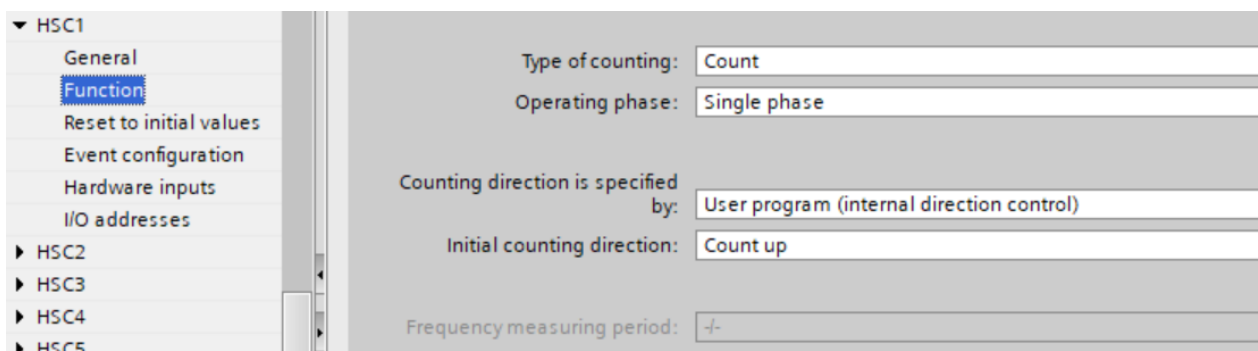 HSC1
General
Function
Reset to initial values
Event configuration
Hardware inputs
I/O addresses
HSC2
HSC3
HSC4
HSC5
Type of counting: Count
Operating phase: Single phase
Counting direction is specified
by: User program (internal direction control)
Initial counting direction: Count up
Frequency measuring period: -/-